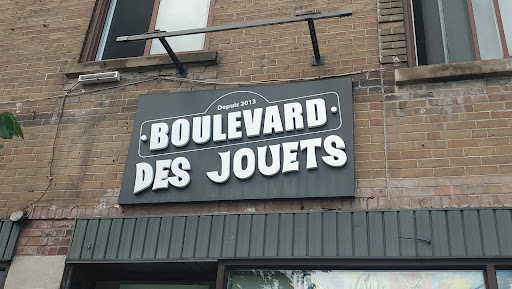 Depuis 2013
• BOULEVARD •
DES JOUETS